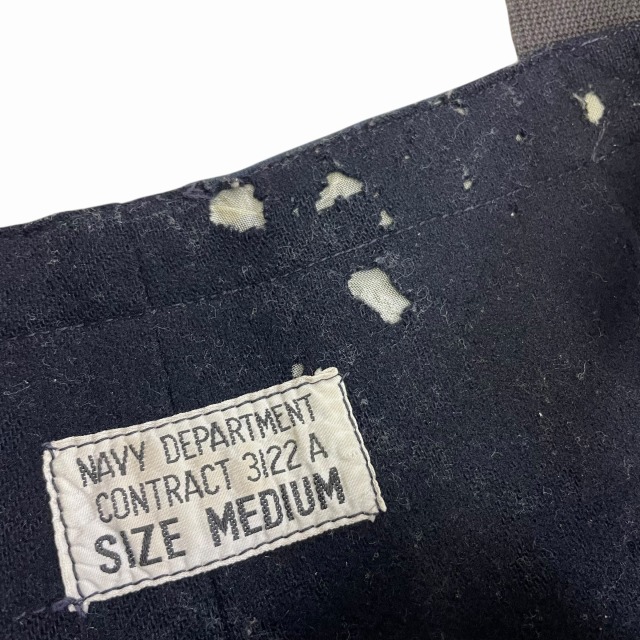 NAVY DEPARTMENT
CONTRACT 3122 A
SIZE MEDIUM